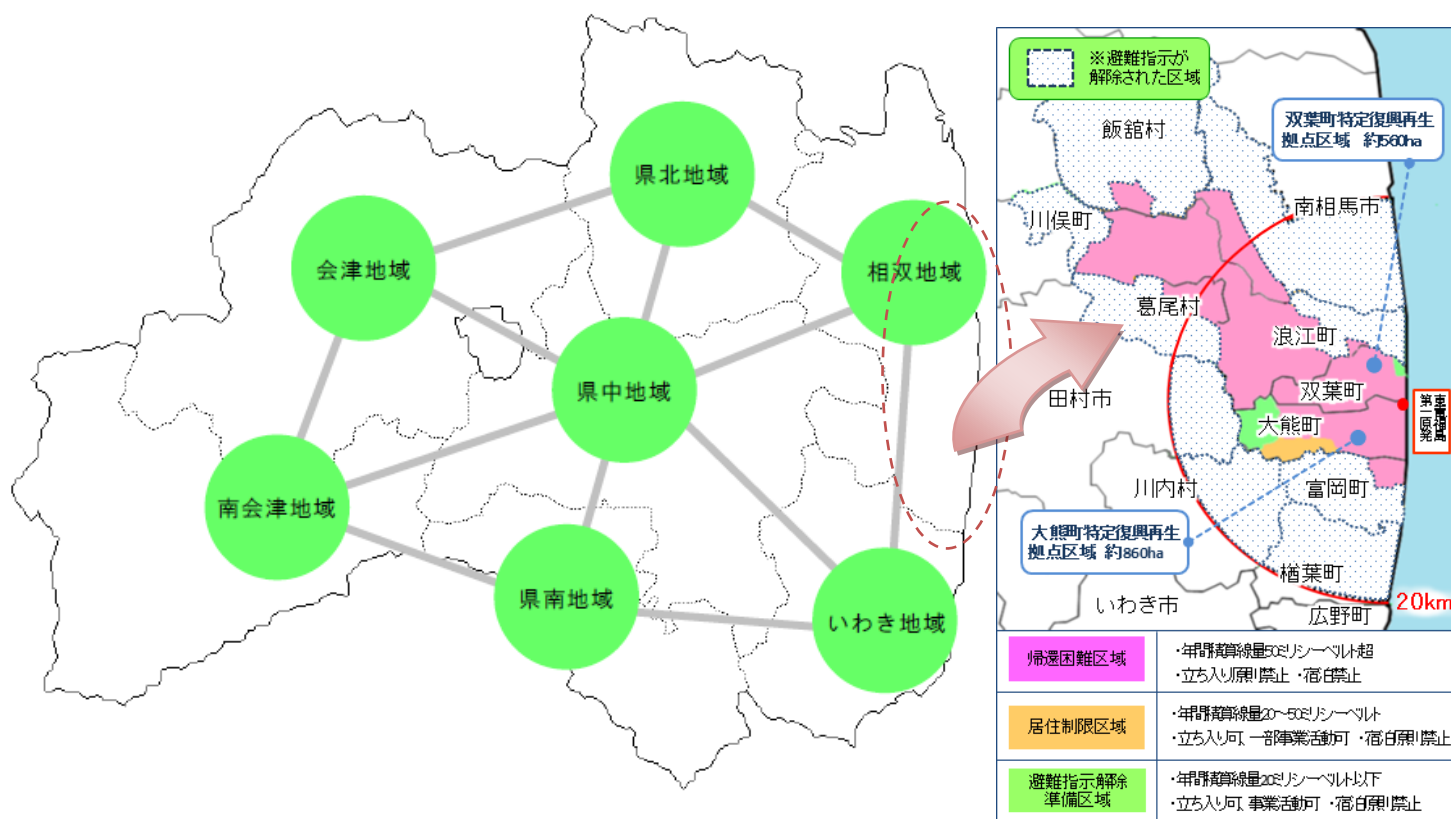 県北地域
会津地域
相双地域
県中地域
南会津地域
県南地域
いわき地域
※避難指示が
解除された区域
双葉町特定復興再生
拠点区域 約560ha
飯舘村
南相馬市
川俣町
葛尾村
浪江町
双葉町
田村市
大熊町
東電福島
第一原発
川内村
富岡町
大熊町特定復興再生
拠点区域 約860ha
楢葉町
いわき市
20km
広野町
帰還困難区域
・年間積算線量50ミリシーベルト超
・立ち入り原則禁止 ・宿泊禁止
居住制限区域
・年間積算線量20~50ミリシーベルト
・立ち入り可、一部事業活動可 ・宿泊原則禁止
避難指示解除
準備区域
・年間積算線量20ミリシーベルト以下
・立ち入り可、事業活動可 ・宿泊原則禁止